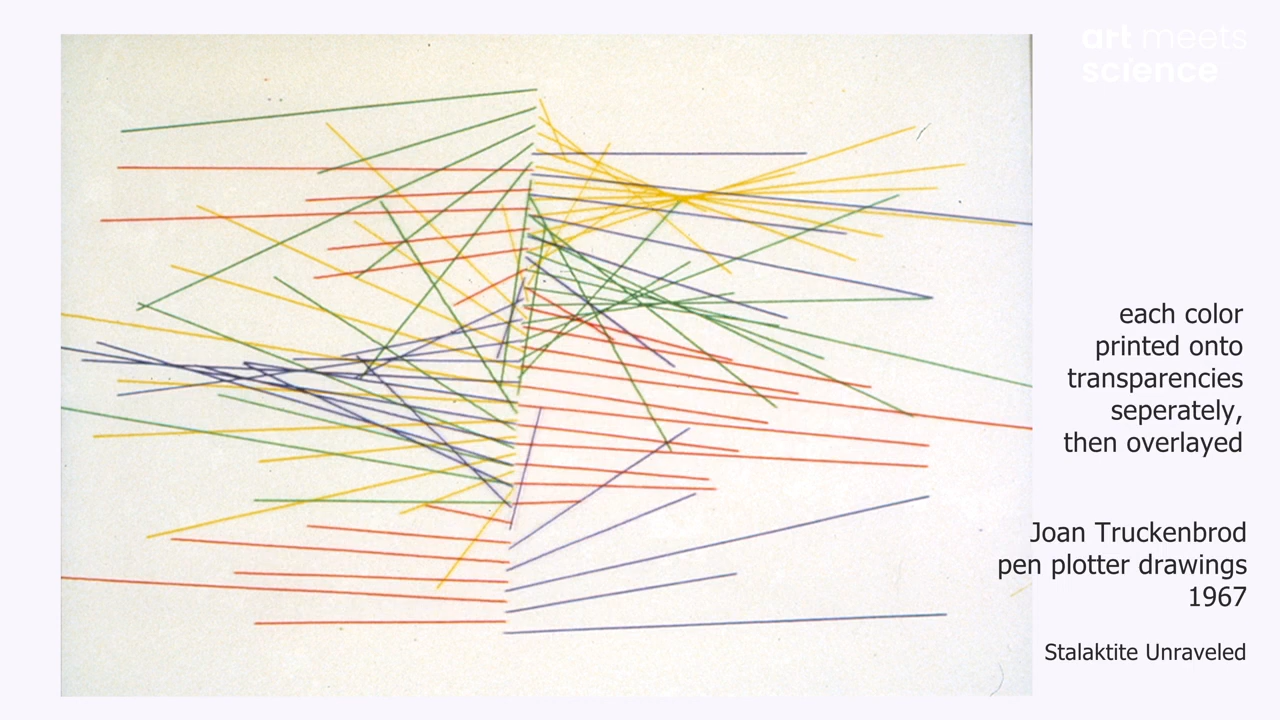 art meets
science
each color
printed onto
transparencies
seperately,
then overlayed
Joan Truckenbrod
pen plotter drawings
1967
Stalaktite Unraveled